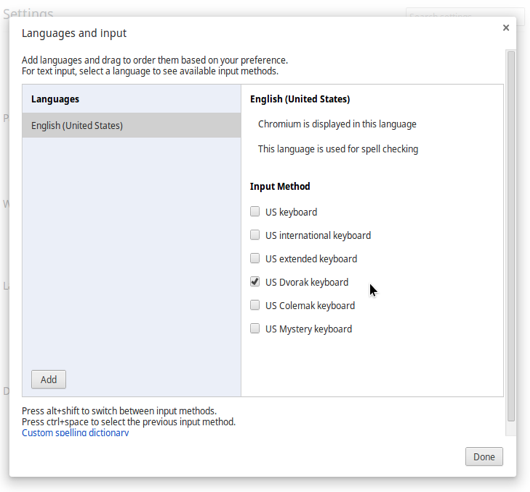 Settings
Languages and input
Add languages and drag to order them based on your preference.
For text input, select a language to see available input methods.
Languages
English (United States)
Add
English (United States)
Chromium is displayed in this language
This language is used for spell checking
Input Method
US keyboard
US international keyboard
US extended keyboard
US Dvorak keyboard
US Colemak keyboard
US Mystery keyboard
Press alt+shift to switch between input methods.
Press ctrl+space to select the previous input method.
Custom spelling dictionary
Done